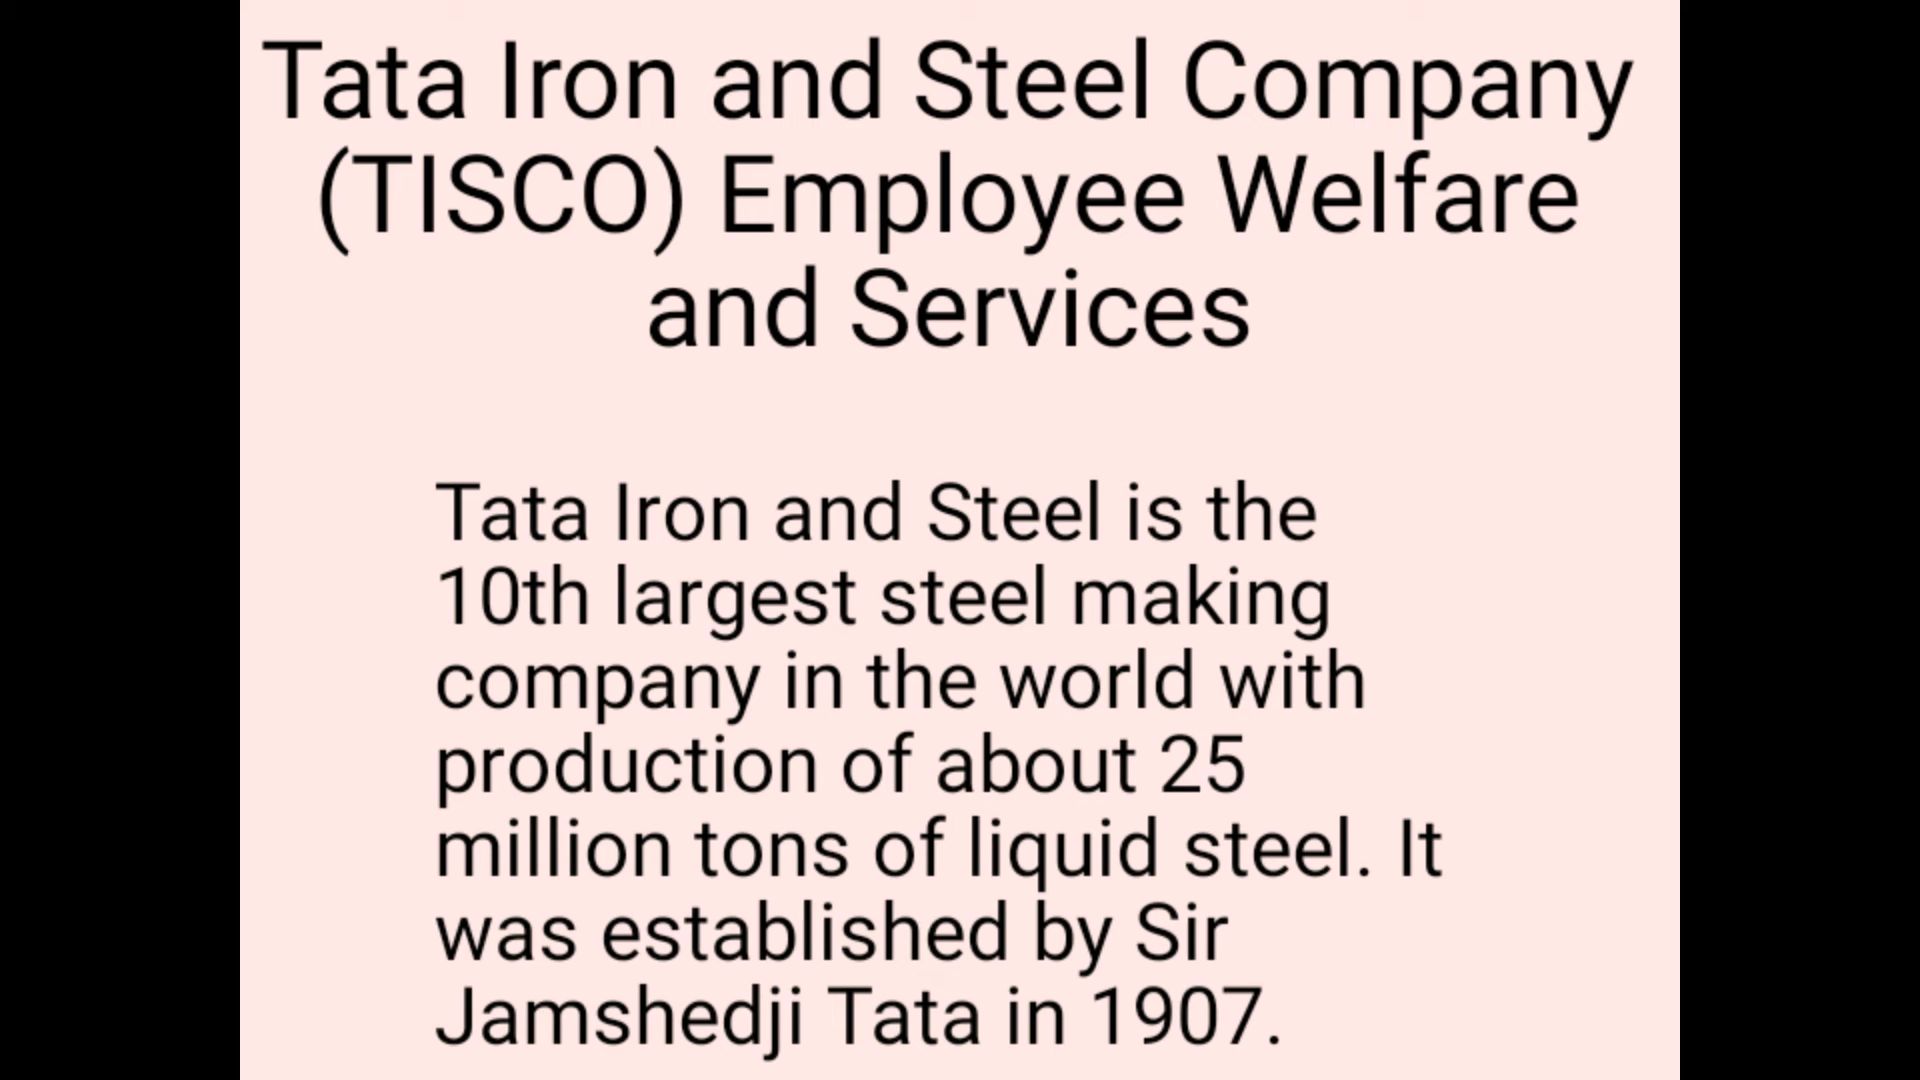 Tata Iron and Steel Company
(TISCO) Employee Welfare
and Services
Tata Iron and Steel is the
10th largest steel making
company in the world with
production of about 25
million tons of liquid steel. It
was established by Sir
Jamshedji Tata in 1907.